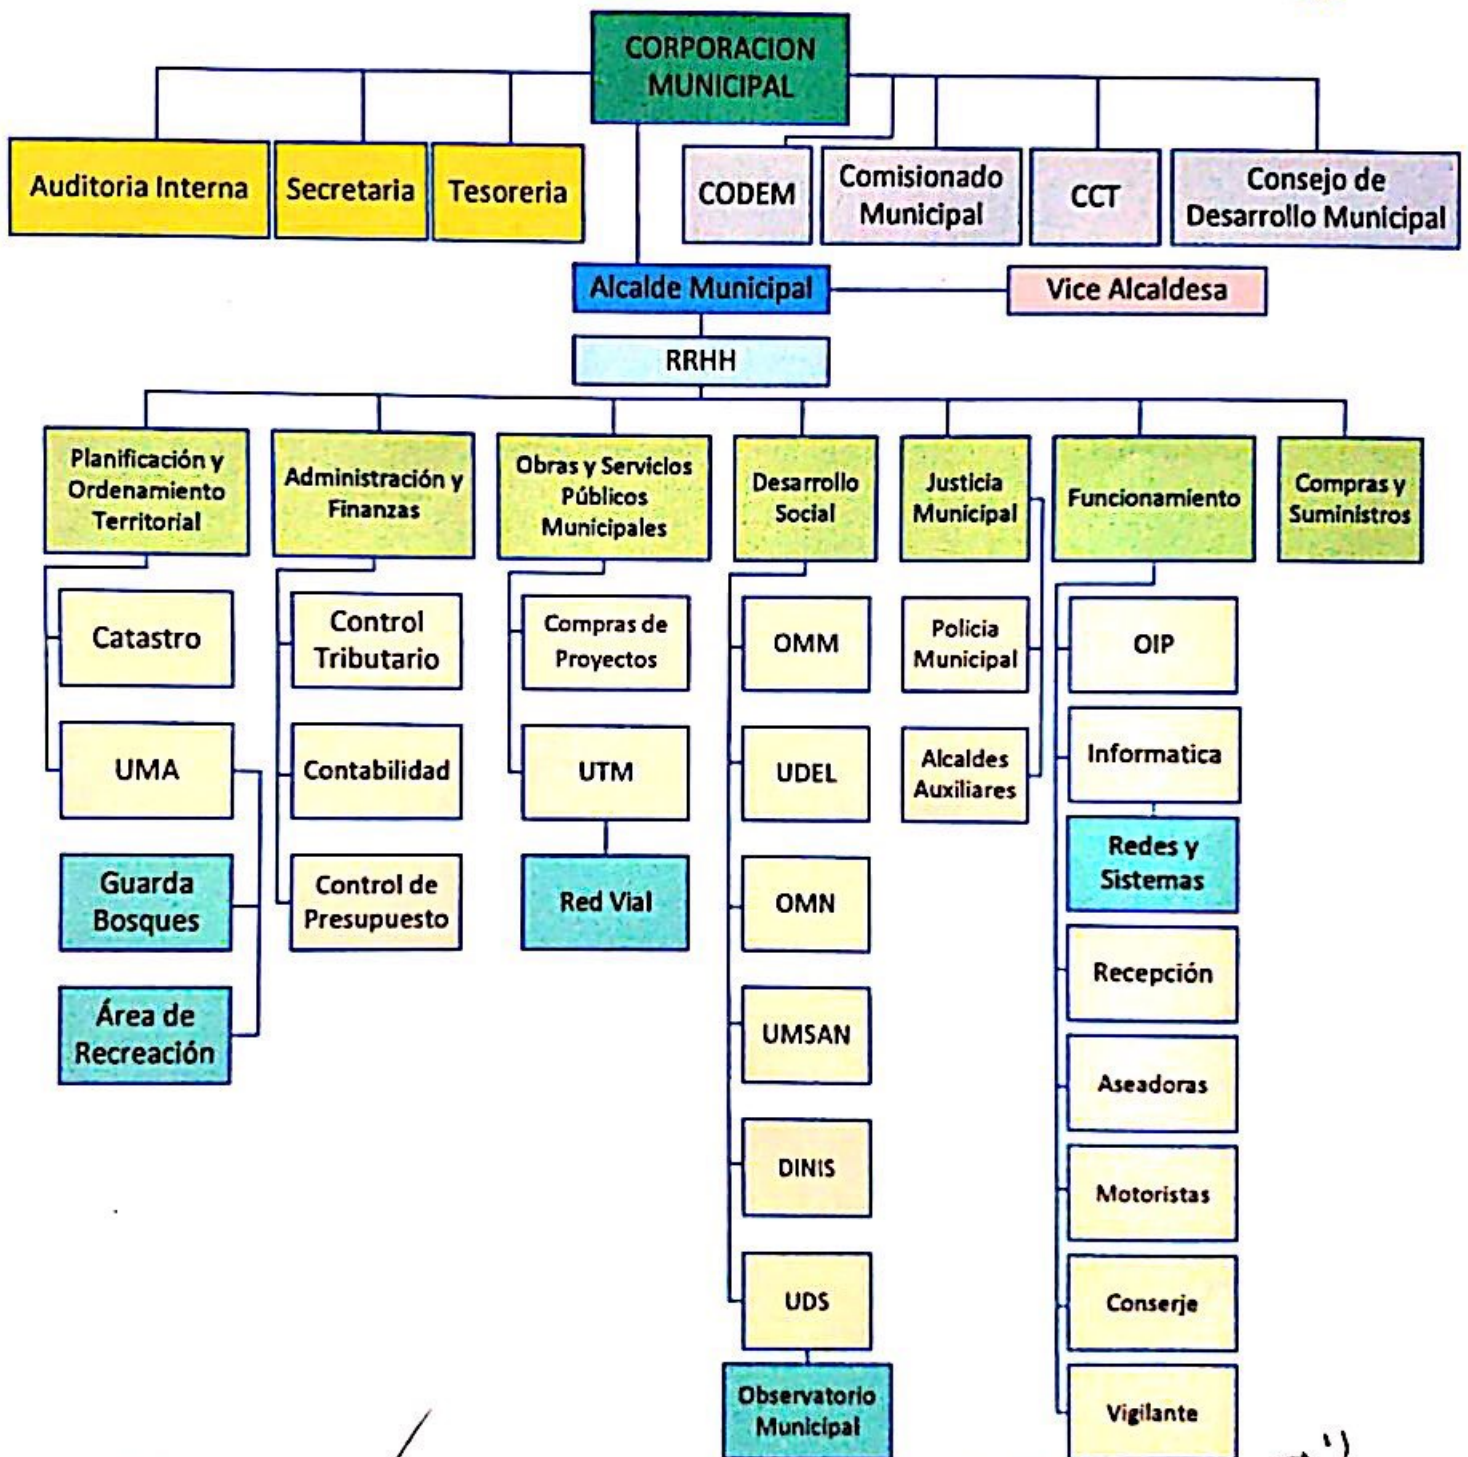 CORPORACION
MUNICIPAL
Auditoria Interna
Secretaria
Tesoreria
CODEM
Comisionado
Municipal
CCT
Consejo de
Desarrollo Municipal
Alcalde Municipal
Vice Alcaldesa
RRHH
Planificación y
Ordenamiento
Territorial
Administración y
Finanzas
Obras y Servicios
Públicos
Municipales
Desarrollo
Social
Justicia
Municipal
Funcionamiento
Compras y
Suministros
Catastro
UMA
Guarda
Bosques
Área de
Recreación
Control
Tributario
Contabilidad
Control de
Presupuesto
Compras de
Proyectos
UTM
Red Vial
OMM
UDEL
OMN
UMSAN
DINIS
UDS
Observatorio
Municipal
Policia
Municipal
Alcaldes
Auxiliares
OIP
Informatica
Redes y
Sistemas
Recepción
Aseadoras
Motoristas
Conserje
Vigilante